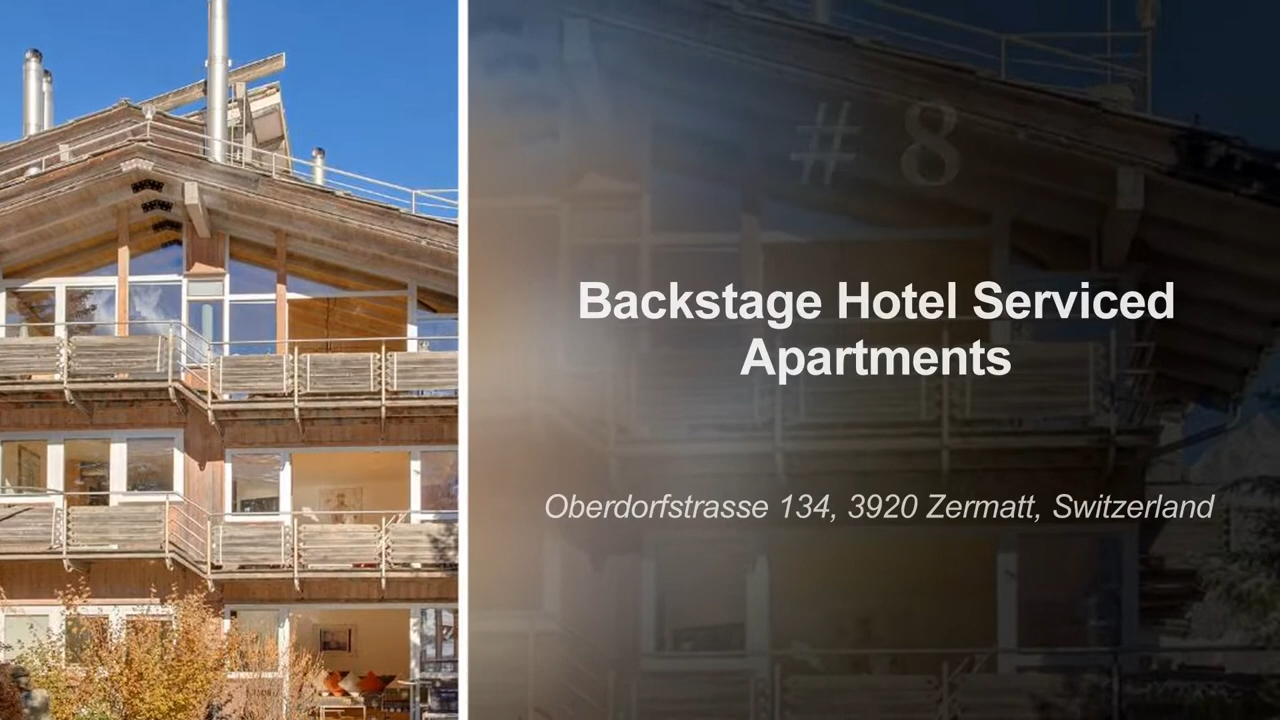 # 8
Backstage Hotel Serviced
Apartments
Oberdorfstrasse 134, 3920 Zermatt, Switzerland